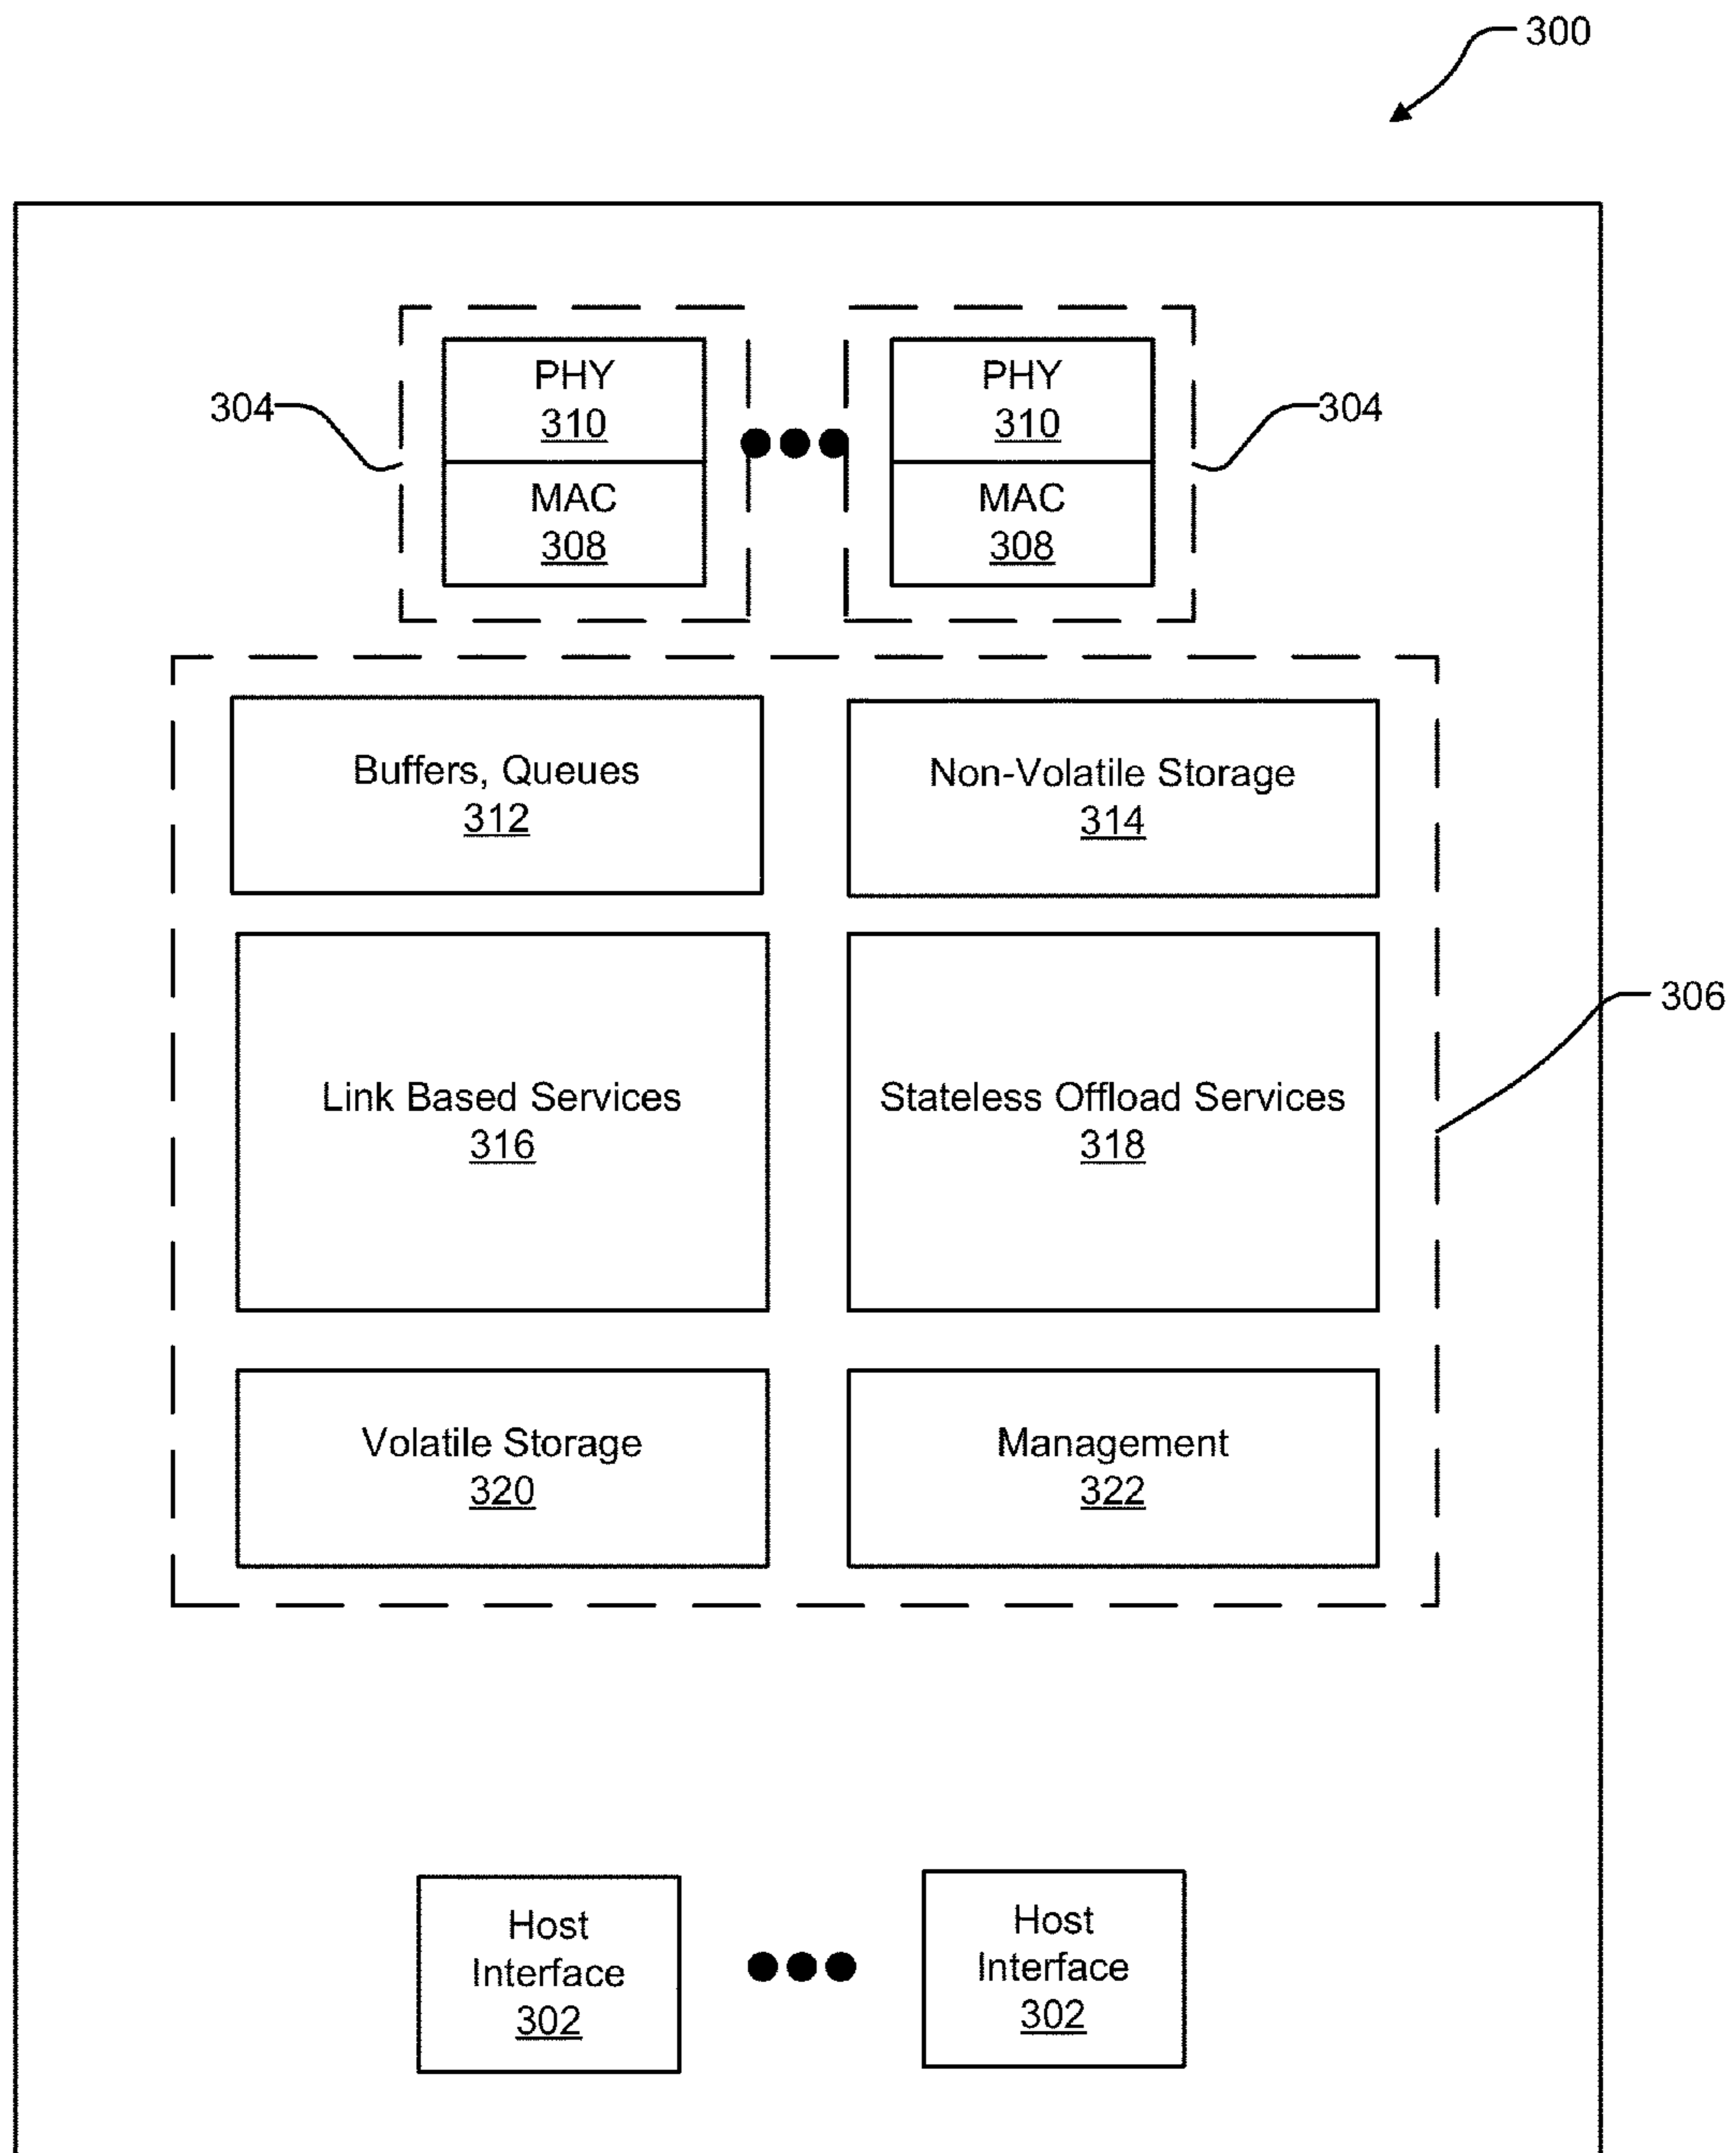 300
PHY
310
MAC
308
PHY
310
MAC
308
304
304
Buffers, Queues
312
Non-Volatile Storage
314
306
Link Based Services
316
Stateless Offload Services
318
Volatile Storage
320
Management
322
Host
Interface
302
Host
Interface
302